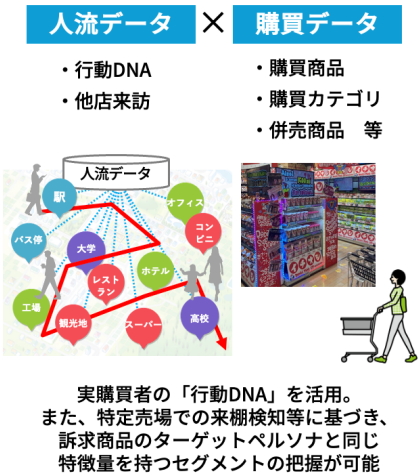 人流データ × 購買データ
・行動DNA
・他店来訪
・購買商品
・購買カテゴリ
・併売商品　等
人流データ
駅
オフィス
バス停
大学
コン
ビニ
レスト
ラン
ホテル
工場
観光地
スーパー
高校
実購買者の「行動DNA」を活用。
また、特定売場での来棚検知等に基づき、
訴求商品のターゲットペルソナと同じ
特徴量を持つセグメントの把握が可能